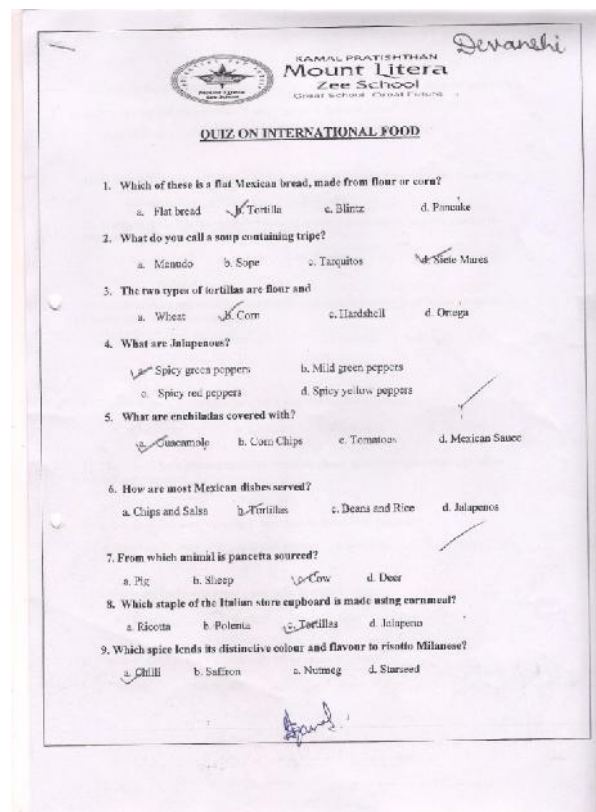 Devanshi
KAMAL PRATISHTHAN
Mount Litera
Zee School
Great School. Great Future
QUIZ ON INTERNATIONAL FOOD
1. Which of these is a flat Mexican bread, made from flour or corn?
a. Flat bread b. Tortilla c. Blintz d. Pancake
2. What do you call a soup containing tripe?
a. Menudo b. Sope c. Tarquitos d. Siete Mares
3. The two types of tortillas are flour and
a. Wheat b. Corn c. Hardshell d. Omega
4. What are Jalapenous?
a. Spicy green peppers b. Mild green peppers
c. Spicy red peppers d. Spicy yellow peppers
5. What are enchiladas covered with?
a. Guacamole b. Corn Chips c. Tomatoes d. Mexican Sauce
6. How are most Mexican dishes served?
a. Chips and Salsa b. Tortillas c. Beans and Rice d. Jalapenos
7. From which animal is pancetta sourced?
a. Pig b. Sheep c. Cow d. Deer
8. Which staple of the Italian store cupboard is made using cornmeal?
a. Ricotta b. Polenta c. Tortillas d. Jalapeno
9. Which spice lends its distinctive colour and flavour to risotto Milanese?
a. Chilli b. Saffron c. Nutmeg d. Starseed